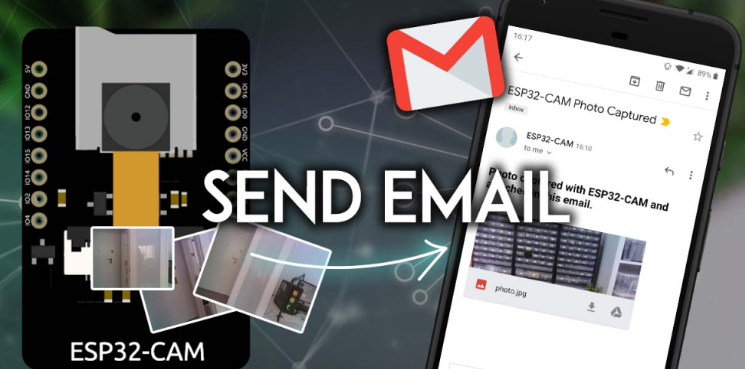 5V
GND
IO12
IO13
IO15
IO14
IO2
IO4
3V3
IO16
IO0
GND
VCC
ESP32-CAM
SEND EMAIL
16:17
89%
ESP32-CAM Photo Captured
Inbox
ESP32-CAM 16:10
to me
Photo captured with ESP32-CAM and
attached in this email.
photo.jpg